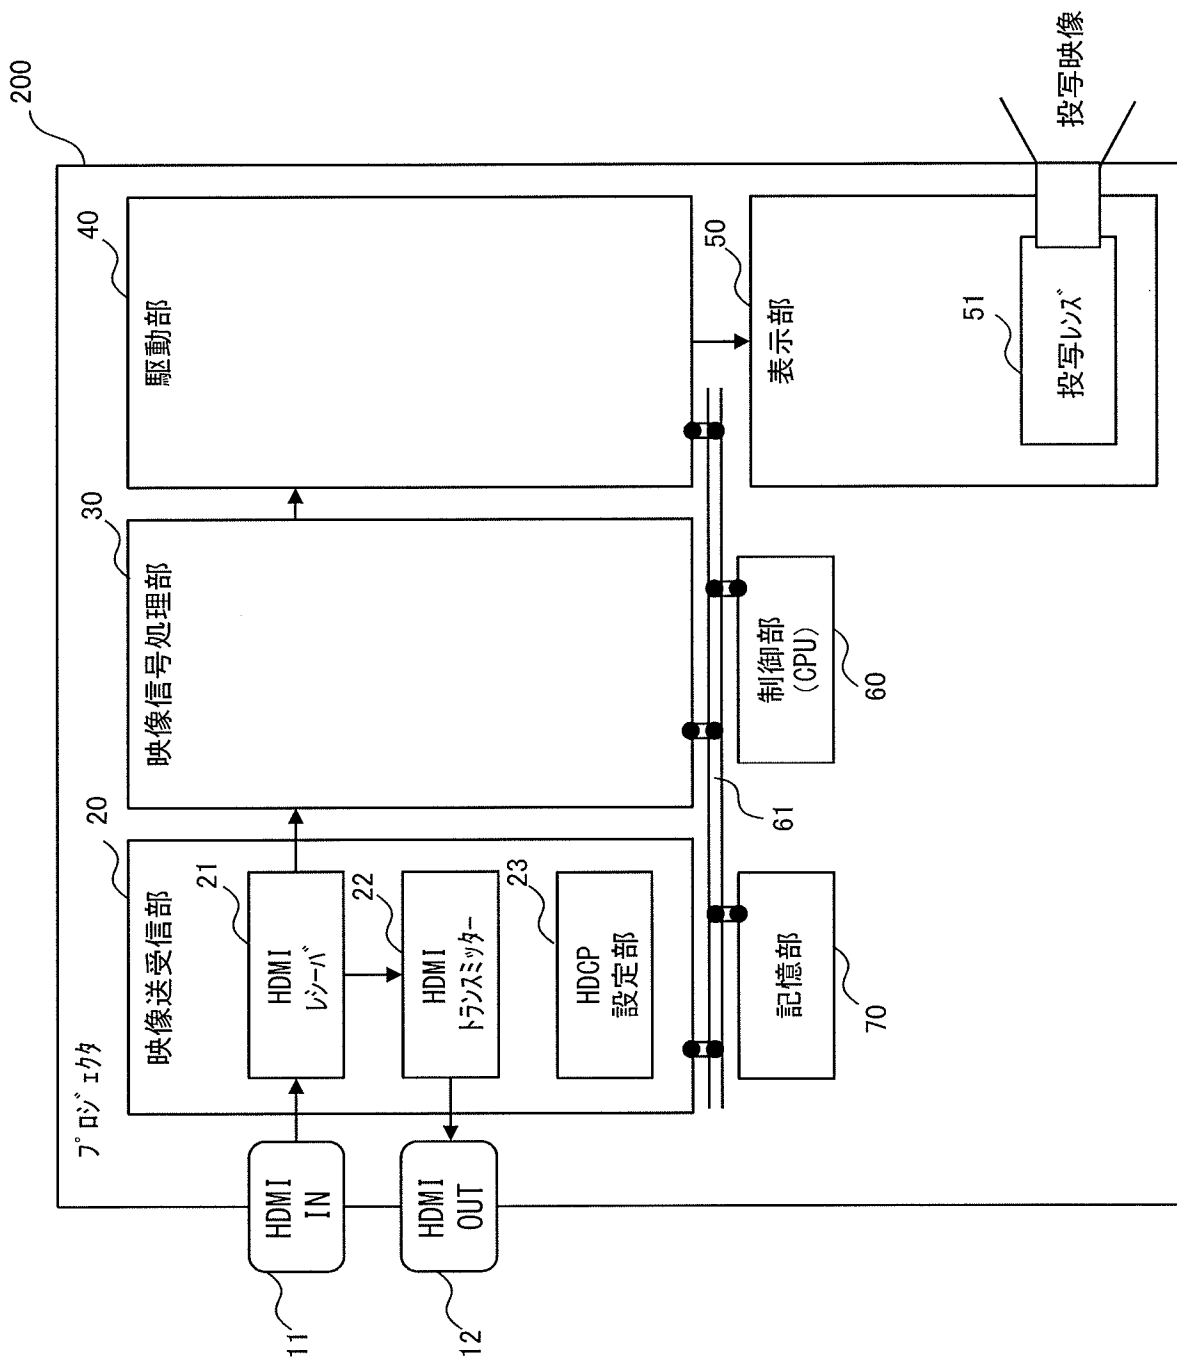 200
プロジェクタ
20
映像送受信部
21
HDMI
レシーバ
22
HDMI
トランスミッター
23
HDCP
設定部
30
映像信号処理部
40
駆動部
HDMI
IN
11
HDMI
OUT
12
61
記憶部
70
制御部
(CPU)
60
50
表示部
51
投写レンズ
投写映像